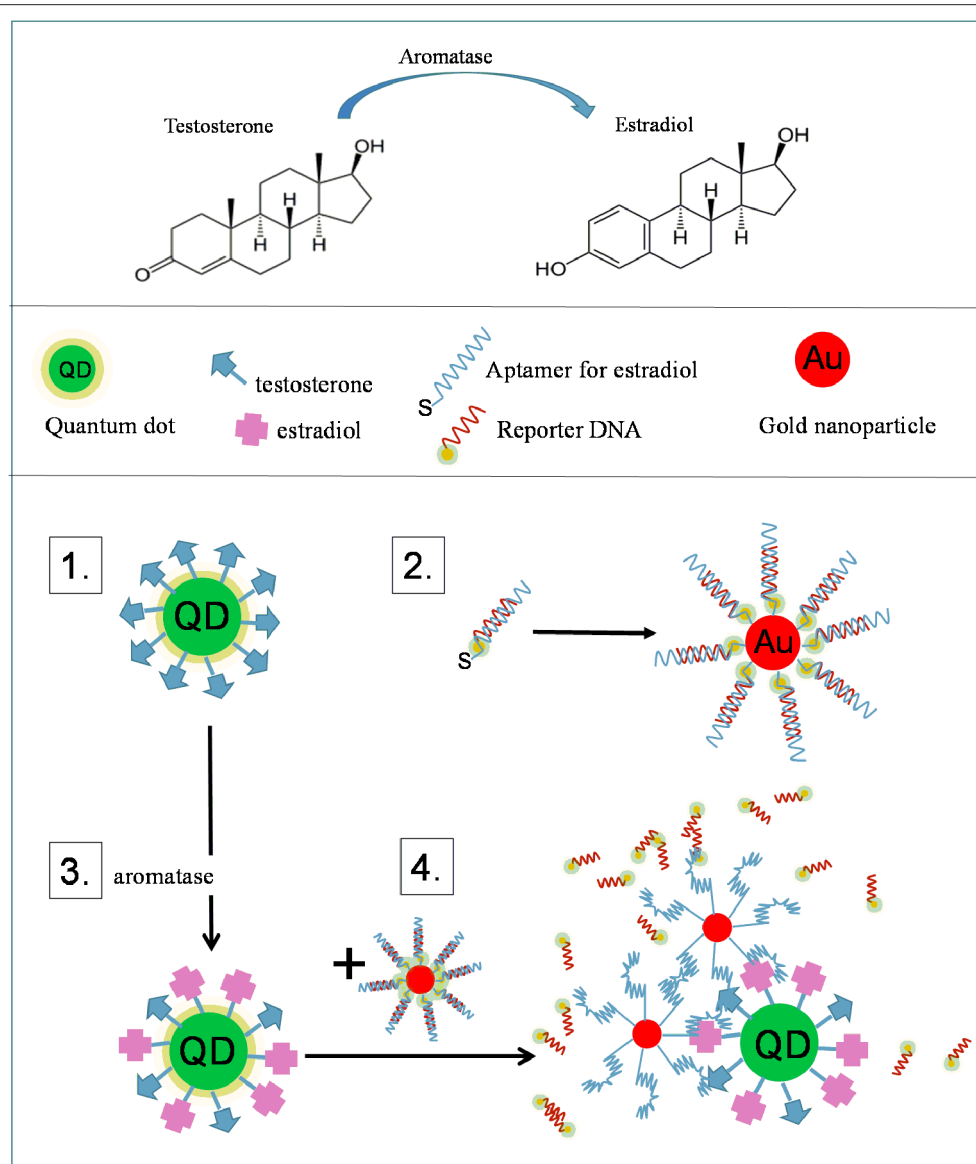 Aromatase
Testosterone
Estradiol
OH
OH
H
H
H
H
H
H
O
HO
QD
Au
testosterone
Aptamer for estradiol
S
Quantum dot
estradiol
Reporter DNA
Gold nanoparticle
1.
2.
QD
Au
S
3.
aromatase
4.
+
QD
QD